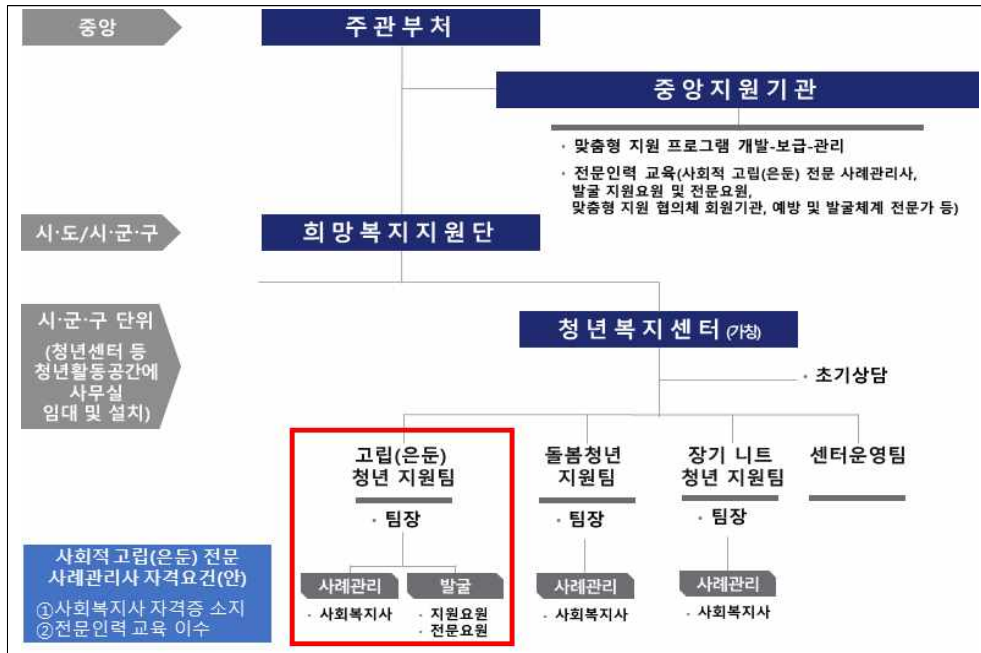 중앙
주관부처
중앙지원기관
· 맞춤형 지원 프로그램 개발-보급-관리
· 전문인력 교육(사회적 고립(은둔) 전문 사례관리사,
발굴 지원요원 및 전문요원,
맞춤형 지원 협의체 회원기관, 예방 및 발굴체계 전문가 등)
시·도/시·군·구
희망복지지원단
시·군·구 단위
(청년센터 등
청년활동공간에
사무실
임대 및 설치)
청년복지센터 (가칭)
· 초기상담
고립(은둔)
청년 지원팀
· 팀장
사례관리
· 사회복지사
발굴
· 지원요원
· 전문요원
돌봄청년
지원팀
· 팀장
사례관리
· 사회복지사
장기 니트
청년 지원팀
· 팀장
사례관리
· 사회복지사
센터운영팀
사회적 고립(은둔) 전문
사례관리사 자격요건(안)
①사회복지사 자격증 소지
②전문인력 교육 이수